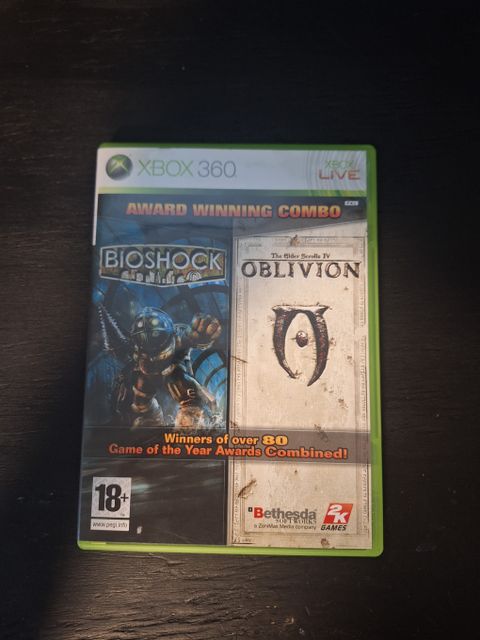 XBOX 360
XBOX
LIVE
PAL
AWARD WINNING COMBO
BIOSHOCK
The Elder Scrolls IV
OBLIVION
Winners of over 80
Game of the Year Awards Combined!
18+
www.pegi.info
Bethesda
SOFTWORKS
a ZeniMax Media company
2K
GAMES